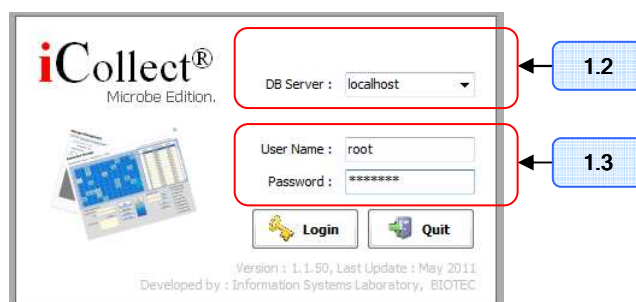 iCollect®
Microbe Edition.
DB Server : localhost
1.2
User Name : root
1.3
Password : *******
Login Quit
Version : 1.1.50, Last Update : May 2011
Developed by : Information Systems Laboratory, BIOTEC